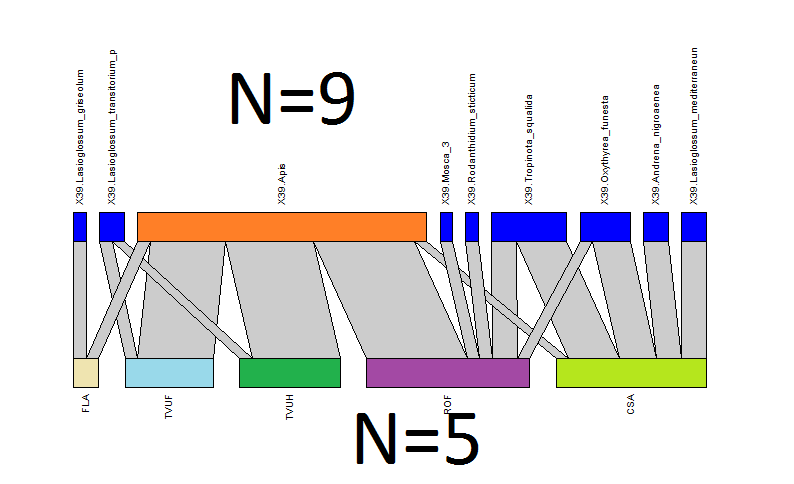 X39.Lasioglossum_griseolum
X39.Lasioglossum_transitorium_p
X39.Apis
X39.Mosca_3
X39.Rodanthidium_sticticum
X39.Tropinota_squalida
X39.Oxythyrea_funesta
X39.Andrena_nigroaenea
X39.Lasioglossum_mediterraneun
N=9
FLA
TVUF
TVUH
ROF
CSA
N=5